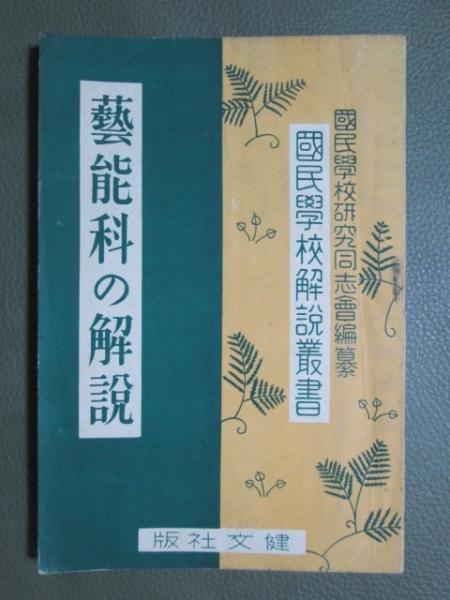 國民學校研究同志會編纂
國民學校解說叢書
藝能科の解說
健文社版